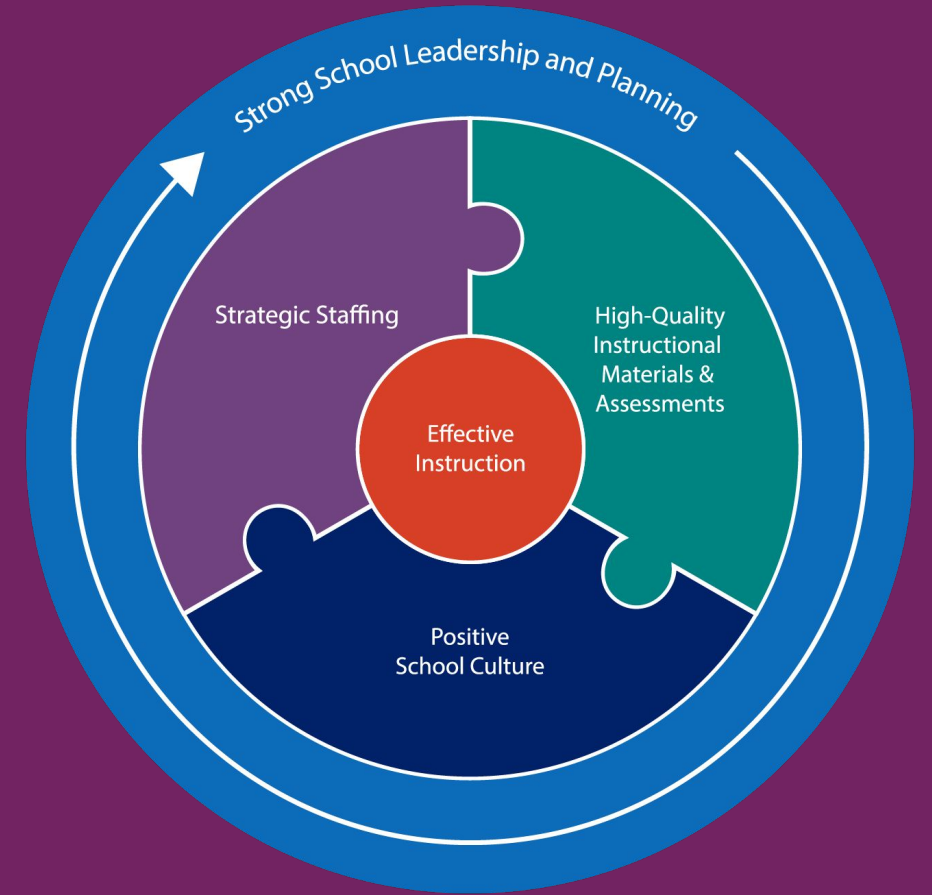 Strong School Leadership and Planning
Strategic Staffing
High-Quality
Instructional
Materials &
Assessments
Effective
Instruction
Positive
School Culture